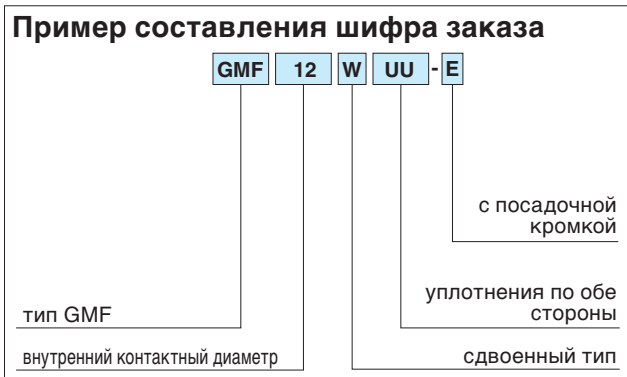 Пример составления шифра заказа
GMF 12 W UU - E
с посадочной
кромкой
уплотнения по обе
стороны
тип GMF
внутренний контактный диаметр
сдвоенный тип